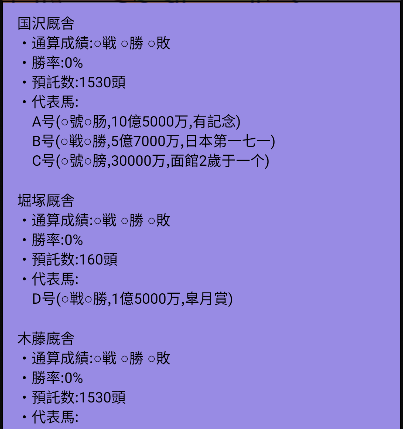 国沢厩舎
・通算成績:○戦 ○勝 ○敗
・勝率:0%
・預託数:1530頭
・代表馬:
A号(○號○肠,10億5000万,有記念)
B号(○戦○勝,5億7000万,日本第一七一)
C号(○號○膀,30000万,面館2歲于一个)
堀塚厩舎
・通算成績:○戦 ○勝 ○敗
・勝率:0%
・預託数:160頭
・代表馬:
D号(○戦○勝,1億5000万,皐月賞)
木藤廐舎
・通算成績:○戦 ○勝 ○敗
・勝率:0%
・預託数:1530頭
・代表馬: